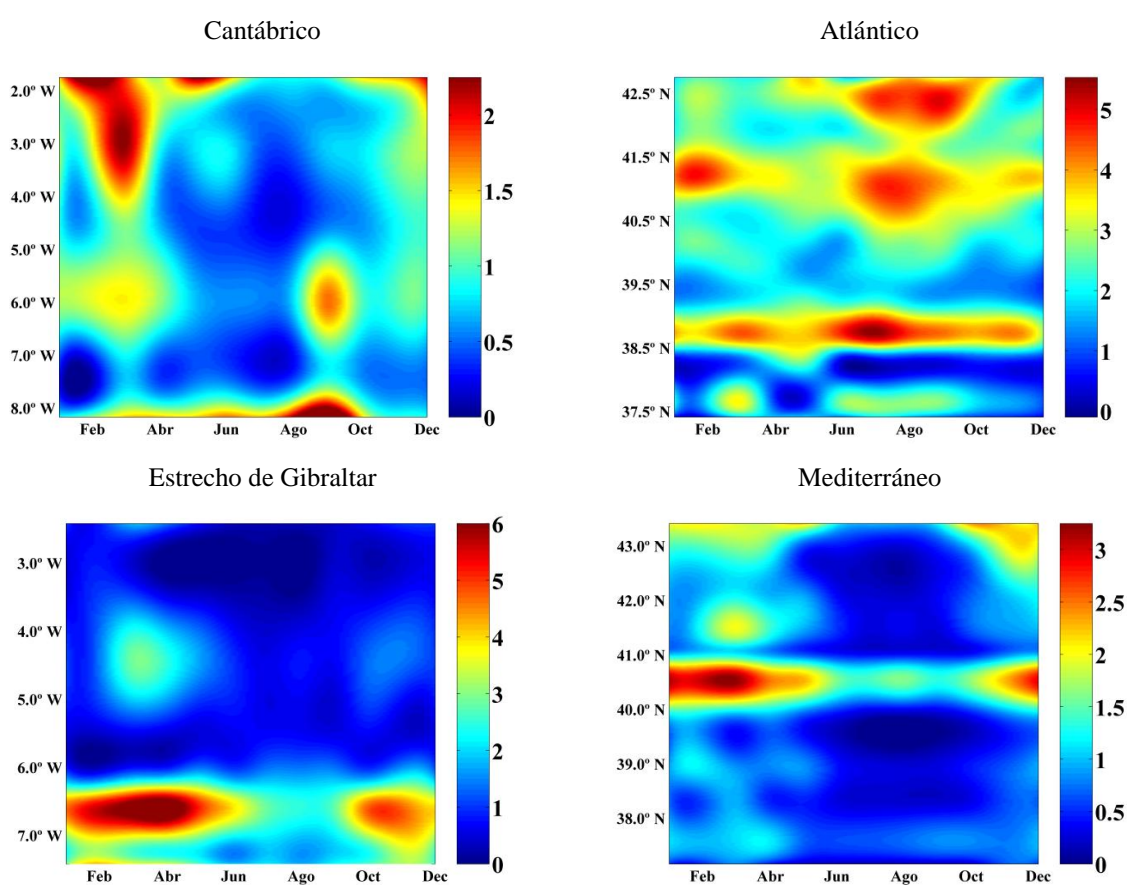 Cantábrico
2.0º W
3.0º W
4.0º W
5.0º W
6.0º W
7.0º W
8.0º W
Feb Abr Jun Ago Oct Dec
2
1.5
1
0.5
0
Atlántico
42.5º N
41.5º N
40.5º N
39.5º N
38.5º N
37.5º N
Feb Abr Jun Ago Oct Dec
5
4
3
2
1
0
Estrecho de Gibraltar
3.0º W
4.0º W
5.0º W
6.0º W
7.0º W
Feb Abr Jun Ago Oct Dec
6
5
4
3
2
1
0
Mediterráneo
43.0º N
42.0º N
41.0º N
40.0º N
39.0º N
38.0º N
Feb Abr Jun Ago Oct Dec
3
2.5
2
1.5
1
0.5
0